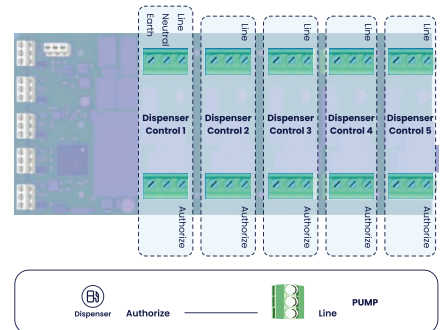 Line
Neutral
Earth
Line
Line
Line
Line
Dispenser
Control 1
Dispenser
Control 2
Dispenser
Control 3
Dispenser
Control 4
Dispenser
Control 5
Authorize
Authorize
Authorize
Authorize
Authorize
Dispenser
Authorize
Line
PUMP